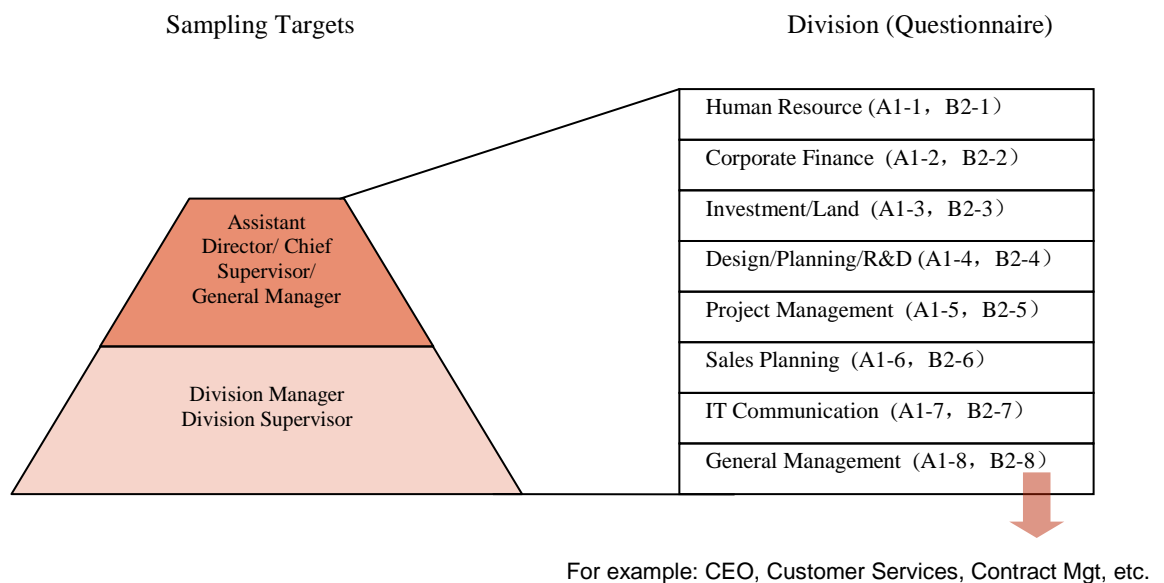 Sampling Targets
Division (Questionnaire)
Assistant
Director/ Chief
Supervisor/
General Manager
Division Manager
Division Supervisor
Human Resource (A1-1，B2-1）
Corporate Finance (A1-2，B2-2）
Investment/Land (A1-3，B2-3）
Design/Planning/R&D (A1-4，B2-4）
Project Management (A1-5，B2-5）
Sales Planning (A1-6，B2-6）
IT Communication (A1-7，B2-7）
General Management (A1-8，B2-8）
For example: CEO, Customer Services, Contract Mgt, etc.